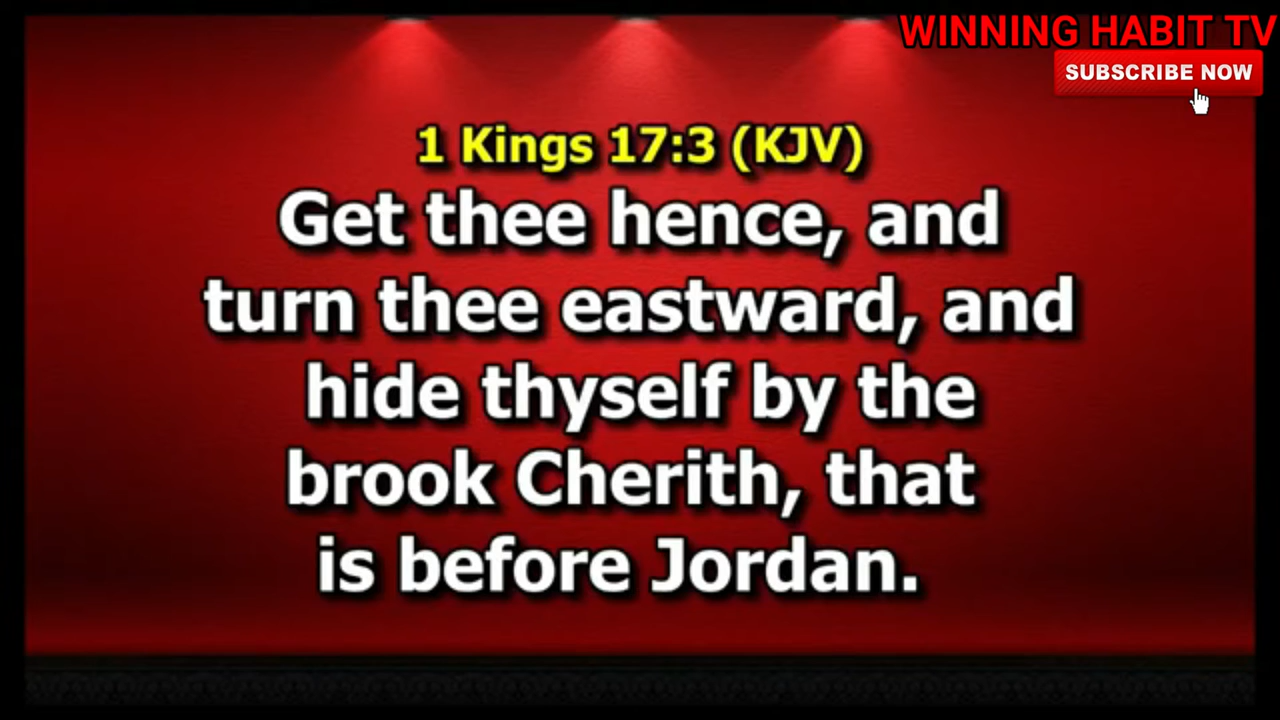 WINNING HABIT TV
SUBSCRIBE NOW
1 Kings 17:3 (KJV)
Get thee hence, and
turn thee eastward, and
hide thyself by the
brook Cherith, that
is before Jordan.